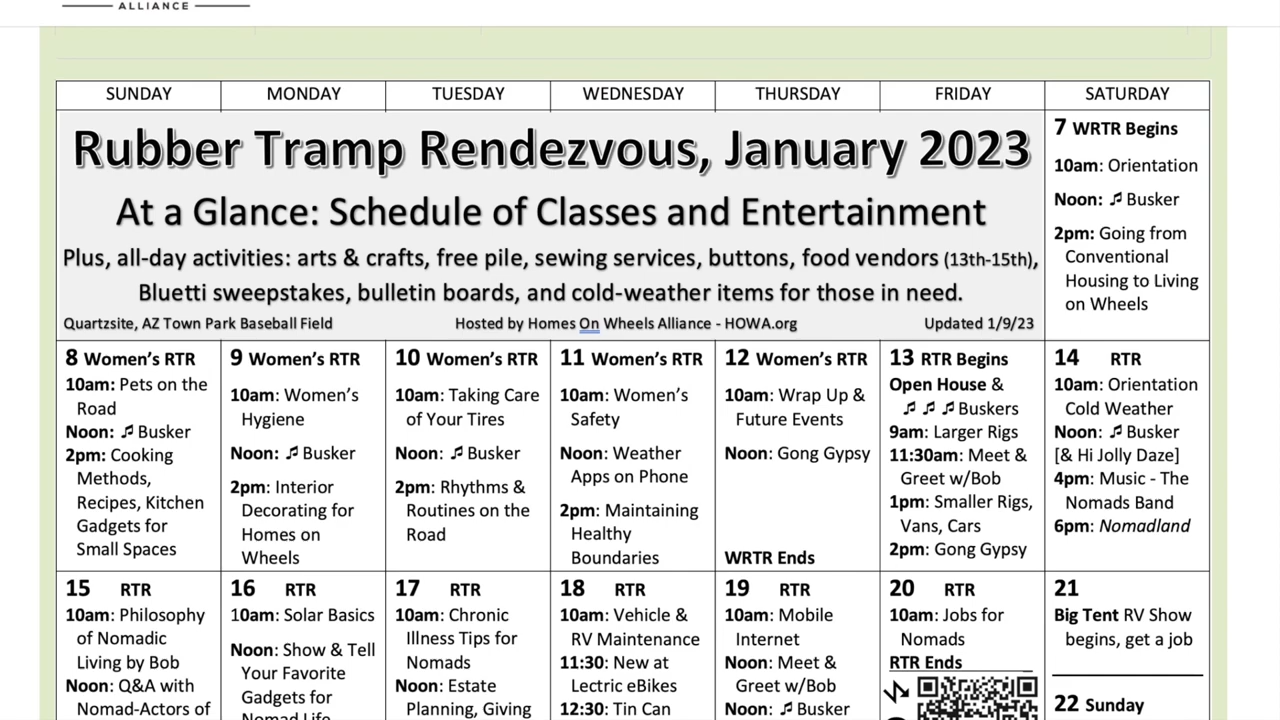 ALLIANCE
SUNDAY MONDAY TUESDAY WEDNESDAY THURSDAY FRIDAY SATURDAY
Rubber Tramp Rendezvous, January 2023
At a Glance: Schedule of Classes and Entertainment
Plus, all-day activities: arts & crafts, free pile, sewing services, buttons, food vendors (13th-15th),
Bluetti sweepstakes, bulletin boards, and cold-weather items for those in need.
Quartzsite, AZ Town Park Baseball Field Hosted by Homes On Wheels Alliance - HOWA.org Updated 1/9/23
7 WRTR Begins
10am: Orientation
Noon: ♫ Busker
2pm: Going from
Conventional
Housing to Living
on Wheels
8 Women's RTR
10am: Pets on the
Road
Noon: ♫ Busker
2pm: Cooking
Methods,
Recipes, Kitchen
Gadgets for
Small Spaces
9 Women's RTR
10am: Women's
Hygiene
Noon: ♫ Busker
2pm: Interior
Decorating for
Homes on
Wheels
10 Women's RTR
10am: Taking Care
of Your Tires
Noon: ♫ Busker
2pm: Rhythms &
Routines on the
Road
11 Women's RTR
10am: Women's
Safety
Noon: Weather
Apps on Phone
2pm: Maintaining
Healthy
Boundaries
12 Women's RTR
10am: Wrap Up &
Future Events
Noon: Gong Gypsy
WRTR Ends
13 RTR Begins
Open House &
♫ ♫ ♫ Buskers
9am: Larger Rigs
11:30am: Meet &
Greet w/Bob
1pm: Smaller Rigs,
Vans, Cars
2pm: Gong Gypsy
14 RTR
10am: Orientation
Cold Weather
Noon: ♫ Busker
[& Hi Jolly Daze]
4pm: Music - The
Nomads Band
6pm: Nomadland
15 RTR
10am: Philosophy
of Nomadic
Living by Bob
Noon: Q&A with
Nomad-Actors of
16 RTR
10am: Solar Basics
Noon: Show & Tell
Your Favorite
Gadgets for
Nomad Life
17 RTR
10am: Chronic
Illness Tips for
Nomads
Noon: Estate
Planning, Giving
18 RTR
10am: Vehicle &
RV Maintenance
11:30: New at
Lectric eBikes
12:30: Tin Can
19 RTR
10am: Mobile
Internet
Noon: Meet &
Greet w/Bob
Noon: ♫ Busker
20 RTR
10am: Jobs for
Nomads
RTR Ends
21
Big Tent RV Show
begins, get a job
22 Sunday